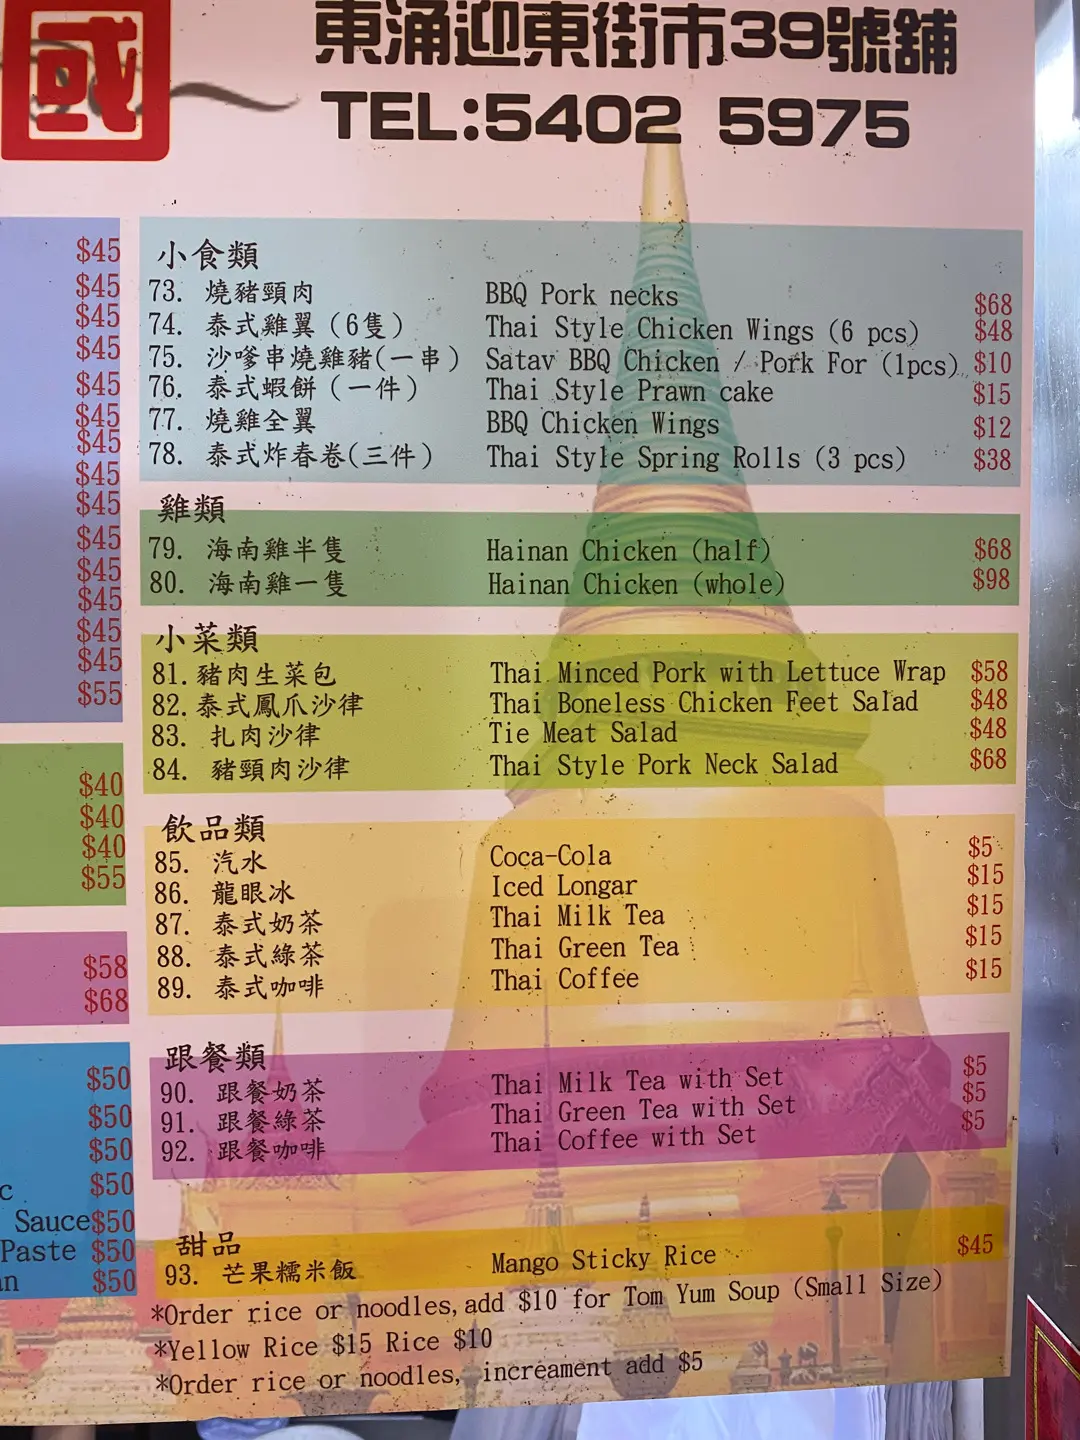 國
東涌迎東街市39號舖
TEL:5402 5975
$45
$45
$45
$45
$45
$45
$45
$45
$45
$45
$45
$45
$45
$45
$55
$40
$40
$40
$55
$58
$68
$50
$50
$50
c $50
Sauce $50
Paste $50
an $50
小食類
73. 燒豬頸肉 BBQ Pork necks $68
74. 泰式雞翼 (6隻) Thai Style Chicken Wings (6 pcs) $48
75. 沙嗲串燒雞豬(一串) Satav BBQ Chicken / Pork For (1pcs) $10
76. 泰式蝦餅 (一件) Thai Style Prawn cake $15
77. 燒雞全翼 BBQ Chicken Wings $12
78. 泰式炸春卷(三件) Thai Style Spring Rolls (3 pcs) $38
雞類
79. 海南雞半隻 Hainan Chicken (half) $68
80. 海南雞一隻 Hainan Chicken (whole) $98
小菜類
81. 豬肉生菜包 Thai Minced Pork with Lettuce Wrap $58
82. 泰式鳳爪沙律 Thai Boneless Chicken Feet Salad $48
83. 扎肉沙律 Tie Meat Salad $48
84. 豬頸肉沙律 Thai Style Pork Neck Salad $68
飲品類
85. 汽水 Coca-Cola $5
86. 龍眼冰 Iced Longar $15
87. 泰式奶茶 Thai Milk Tea $15
88. 泰式綠茶 Thai Green Tea $15
89. 泰式咖啡 Thai Coffee $15
跟餐類
90. 跟餐奶茶 Thai Milk Tea with Set $5
91. 跟餐綠茶 Thai Green Tea with Set $5
92. 跟餐咖啡 Thai Coffee with Set $5
甜品
93. 芒果糯米飯 Mango Sticky Rice $45
*Order rice or noodles, add $10 for Tom Yum Soup (Small Size)
*Yellow Rice $15 Rice $10
*Order rice or noodles, increament add $5